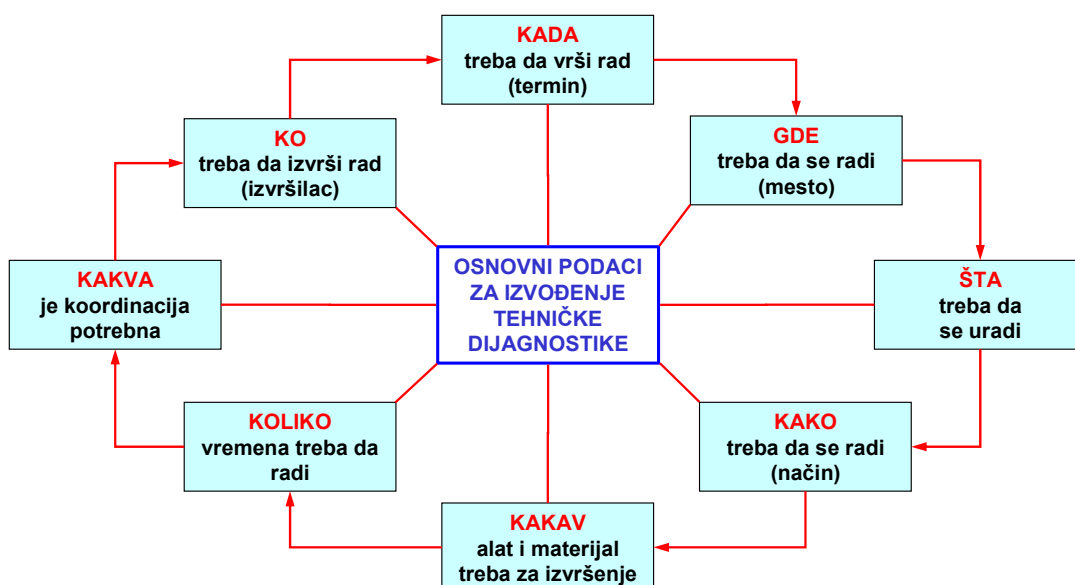 KADA
treba da vrši rad
(termin)
KO
treba da izvrši rad
(izvršilac)
GDE
treba da se radi
(mesto)
KAKVA
je koordinacija
potrebna
OSNOVNI PODACI
ZA IZVOĐENJE
TEHNIČKE
DIJAGNOSTIKE
ŠTA
treba da
se uradi
KOLIKO
vremena treba da
radi
KAKO
treba da se radi
(način)
KAKAV
alat i materijal
treba za izvršenje